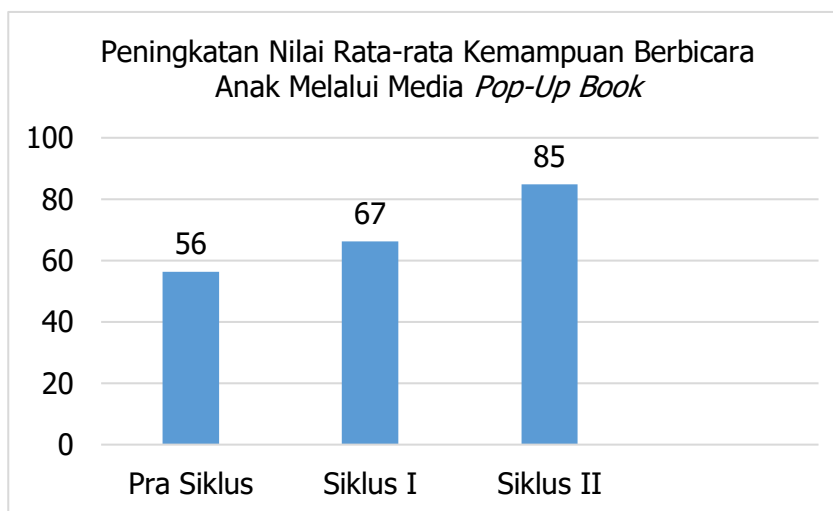 Peningkatan Nilai Rata-rata Kemampuan Berbicara
Anak Melalui Media Pop-Up Book
100
80
60
40
20
0
56
67
85
Pra Siklus
Siklus I
Siklus II